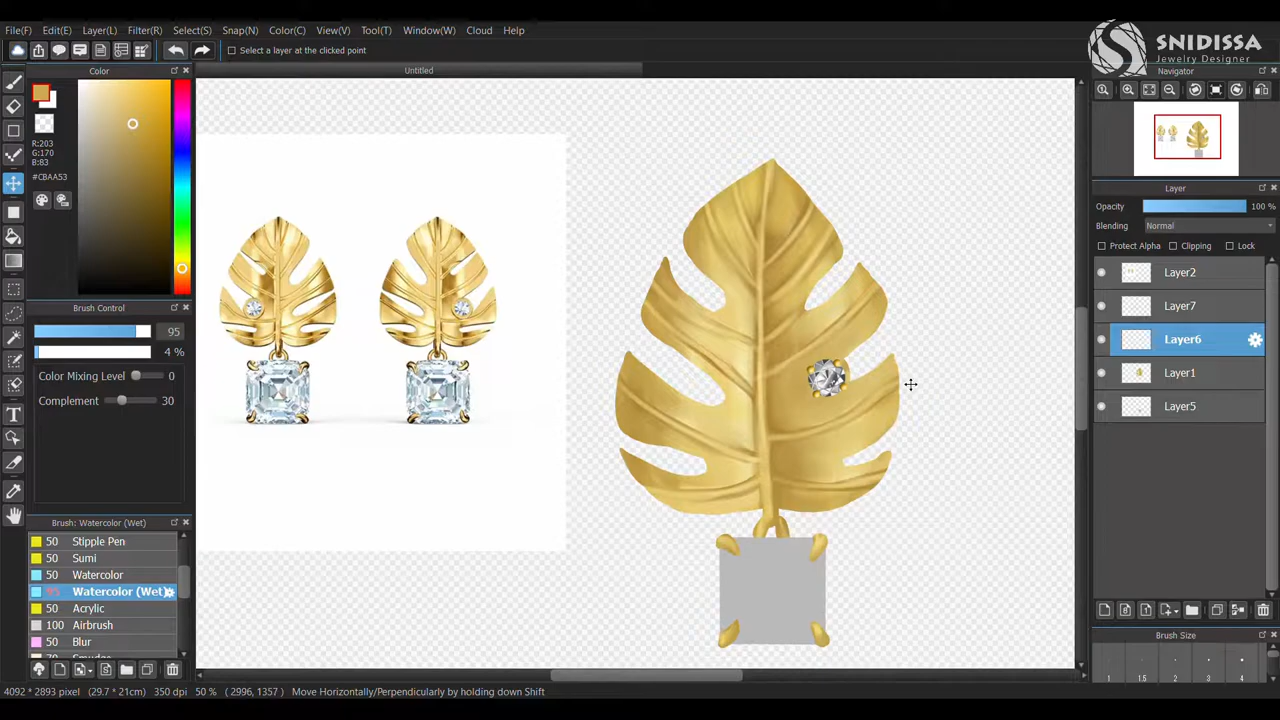 File(F) Edit(E) Layer(L) Filter(R) Select(S) Snap(N) Color(C) View(V) Tool(T) Window(W) Cloud Help
SNIDISSA
Jewelry Designer
Select a layer at the clicked point
Color
Untitled
Navigator
R:203
G:170
B:83
#CBAA53
Layer
Opacity 100 %
Blending Normal
Protect Alpha Clipping Lock
Layer2
Layer7
Layer6
Layer1
Layer5
Brush Control
95
4 %
Color Mixing Level 0
Complement 30
Brush: Watercolor (Wet)
50 Stipple Pen
50 Sumi
50 Watercolor
95 Watercolor (Wet)
50 Acrylic
100 Airbrush
50 Blur
Brush Size
1 1.5 2 3 4
4092 * 2893 pixel (29.7 * 21cm) 350 dpi 50 % ( 2996, 1357 ) Move Horizontally/Perpendicularly by holding down Shift